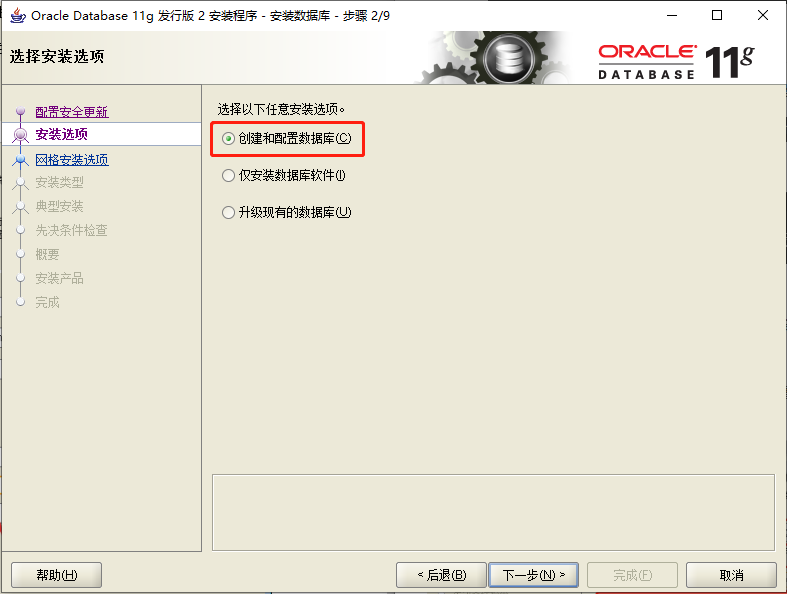 Oracle Database 11g 发行版 2 安装程序 - 安装数据库 - 步骤 2/9
选择安装选项
ORACLE
DATABASE
11g
配置安全更新
安装选项
网格安装选项
安装类型
典型安装
先决条件检查
概要
安装产品
完成
选择以下任意安装选项。
创建和配置数据库(C)
仅安装数据库软件(I)
升级现有的数据库(U)
帮助(H)
< 后退(B)
下一步(N) >
完成(F)
取消